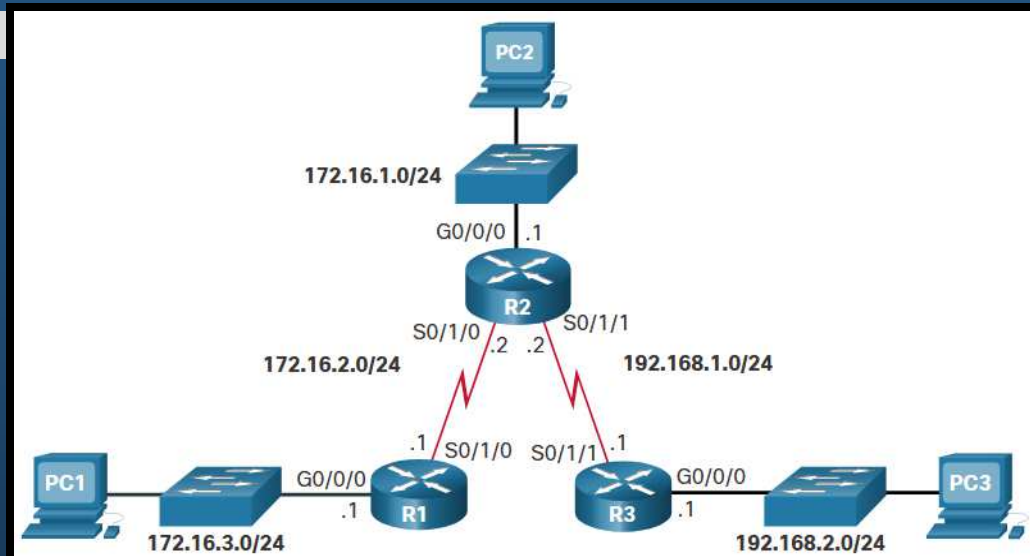 PC2
172.16.1.0/24
G0/0/0 .1
R2
S0/1/0 .2 .2 S0/1/1
172.16.2.0/24 192.168.1.0/24
.1 S0/1/0 S0/1/1 .1
PC1 G0/0/0 .1 R1 R3 G0/0/0 .1 PC3
172.16.3.0/24 192.168.2.0/24